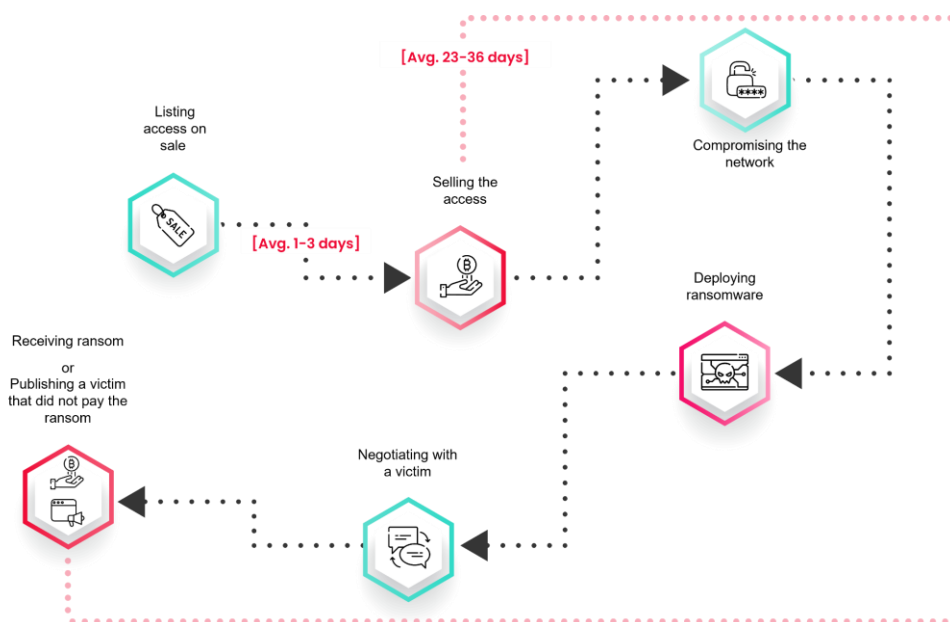 [Avg. 23-36 days]
Listing
access on
sale
SALE
[Avg. 1-3 days]
Selling the
access
****
Compromising the
network
Deploying
ransomware
Negotiating with
a victim
Receiving ransom
or
Publishing a victim
that did not pay the
ransom